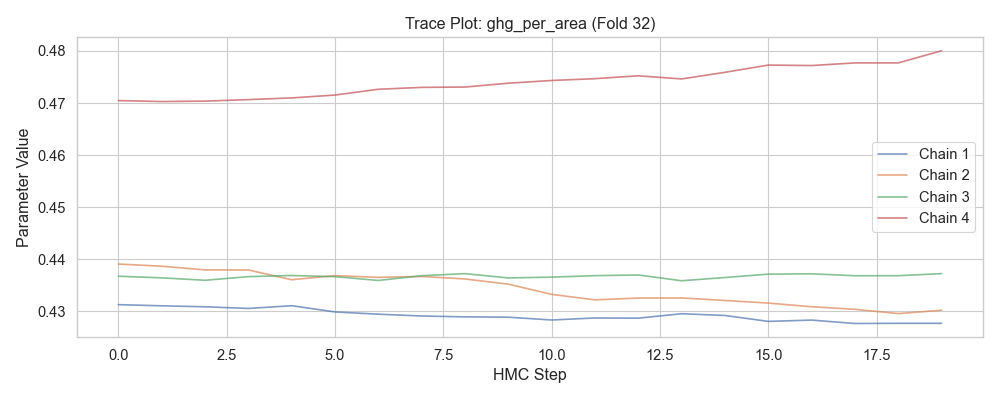 Trace Plot: ghg_per_area (Fold 32)
Parameter Value
0.48
0.47
0.46
0.45
0.44
0.43
Chain 1
Chain 2
Chain 3
Chain 4
0.0 2.5 5.0 7.5 10.0 12.5 15.0 17.5
HMC Step